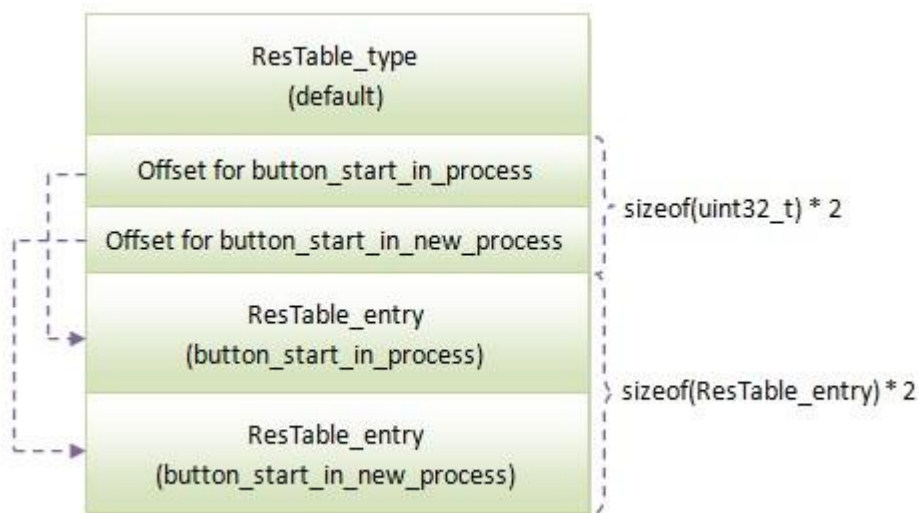 ResTable_type
(default)
Offset for button_start_in_process
sizeof(uint32_t) * 2
Offset for button_start_in_new_process
ResTable_entry
(button_start_in_process)
sizeof(ResTable_entry) * 2
ResTable_entry
(button_start_in_new_process)